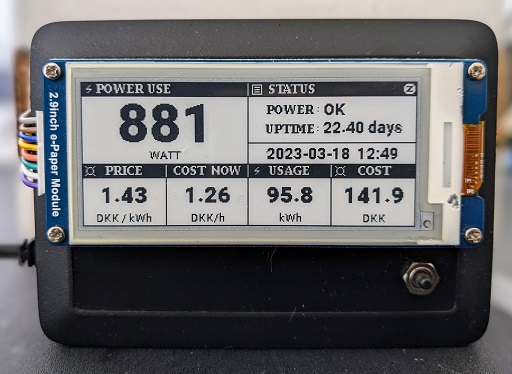 2.9inch e-Paper Module
POWER USE
881
WATT
STATUS
POWER: OK
UPTIME: 22.40 days
2023-03-18 12:49
PRICE
1.43
DKK/kWh
COST NOW
1.26
DKK/h
USAGE
95.8
kWh
COST
141.9
DKK